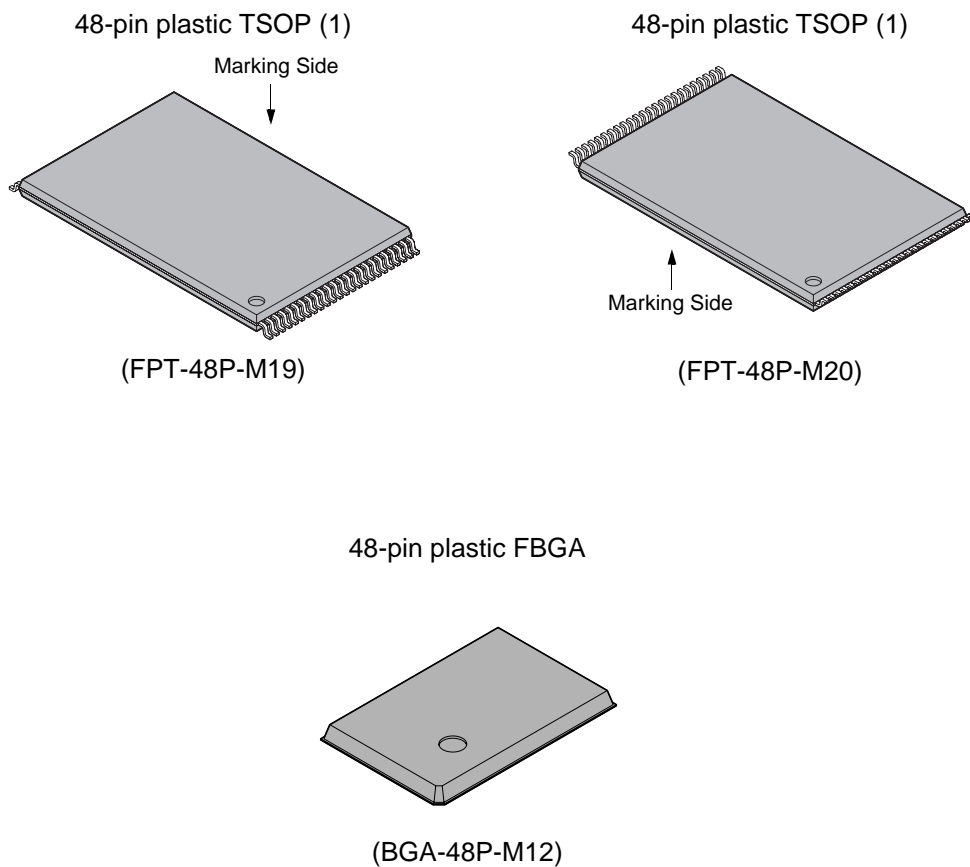 48-pin plastic TSOP (1)
Marking Side
(FPT-48P-M19)
48-pin plastic TSOP (1)
Marking Side
(FPT-48P-M20)
48-pin plastic FBGA
(BGA-48P-M12)